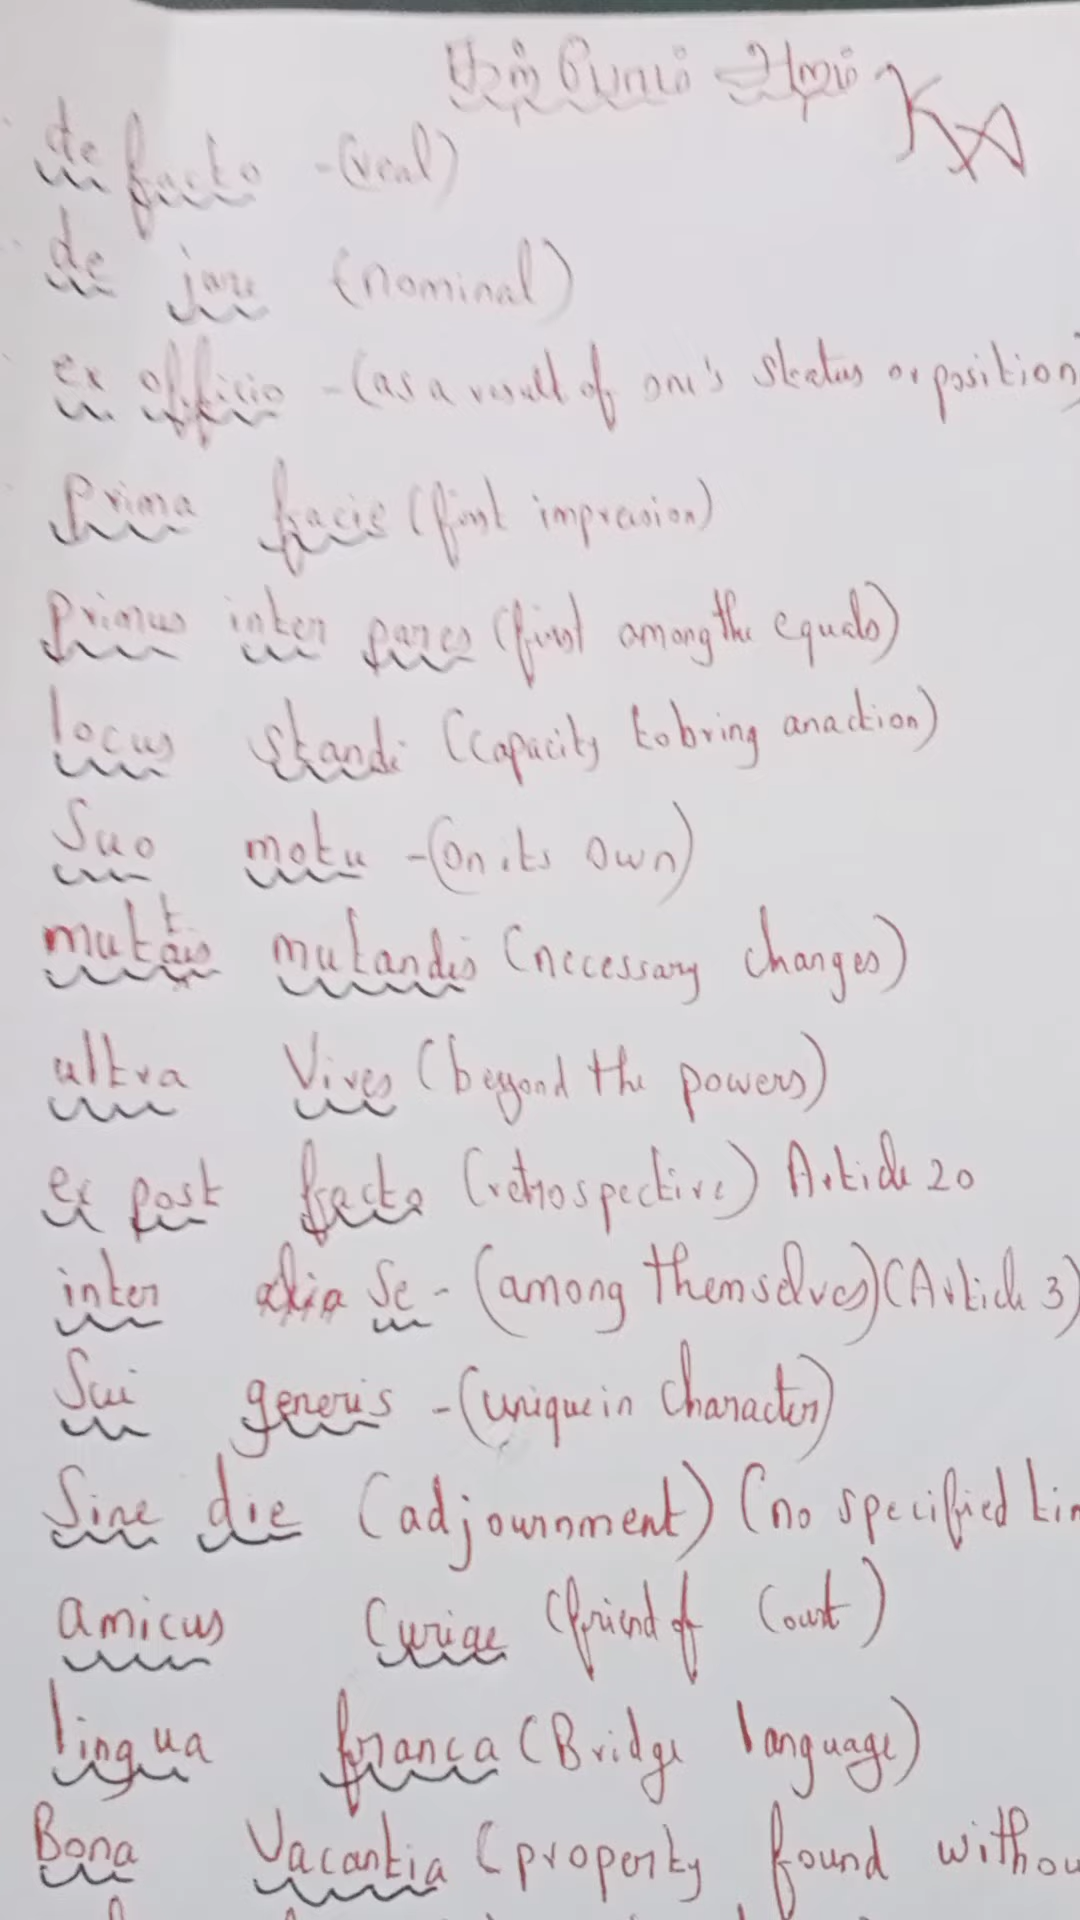 அறம் KA
de facto - (real)
de jure (nominal)
ex officio - (as a result of one's status or position)
Prima facie (first impression)
primus inter pares (first among the equals)
locus standi (capacity to bring an action)
Suo motu - (on its own)
mutatis mutandis (necessary changes)
ultra Vires (beyond the powers)
ex post facto (retrospective) Article 20
inter Se - (among themselves) (Article 3)
Sui generis - (unique in character)
Sine die (adjournment) (no specified
amicus Curiae (friend of Court)
lingua franca (Bridge language)
Bona Vacantia (property found